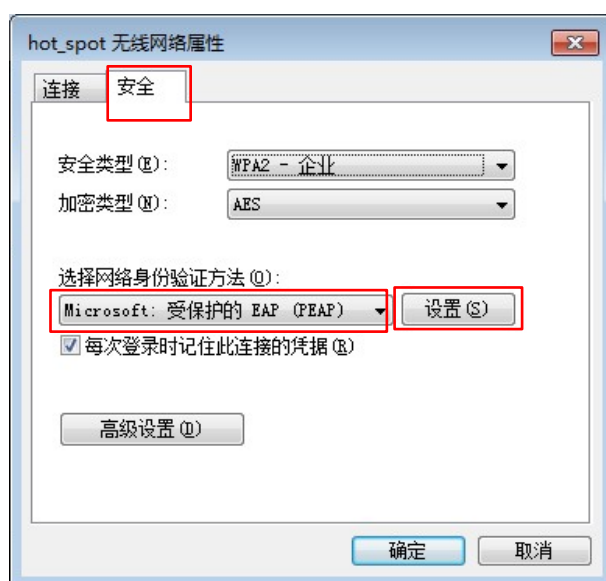 hot_spot 无线网络属性
连接 安全
安全类型(E): WPA2 - 企业
加密类型(N): AES
选择网络身份验证方法(O):
Microsoft: 受保护的 EAP (PEAP) 设置(S)
每次登录时记住此连接的凭据(R)
高级设置(D)
确定 取消